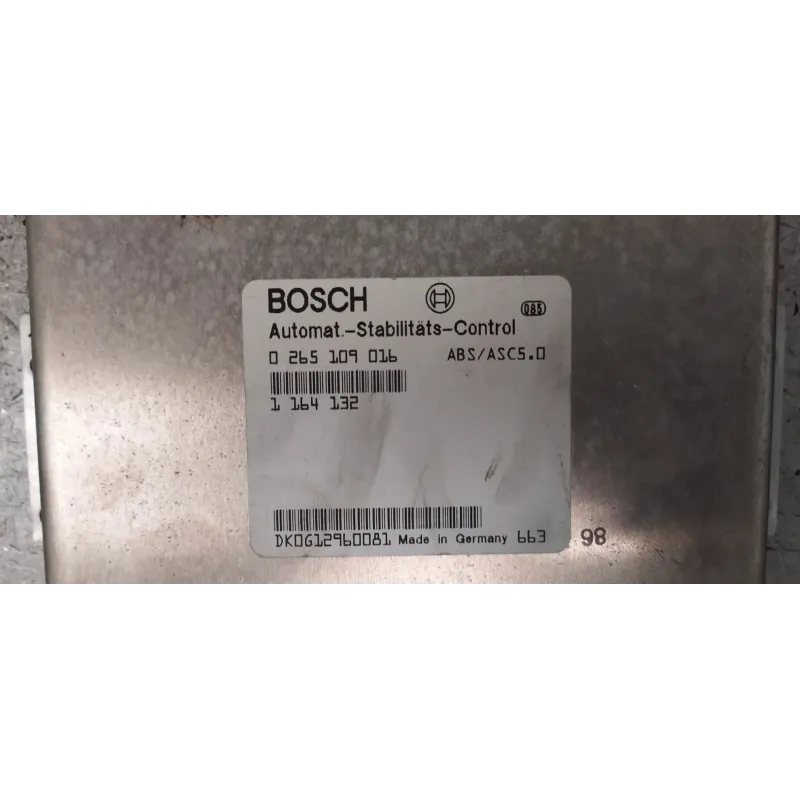 BOSCH 085
Automat.-Stabilitäts-Control
0 265 109 016 ABS/ASC5.0
1 164 132
DK0G12960081 Made in Germany 663 98